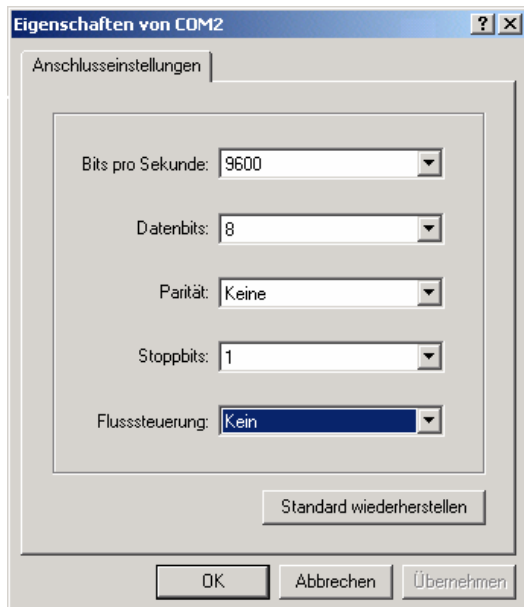 Eigenschaften von COM2
Anschlusseinstellungen
Bits pro Sekunde: 9600
Datenbits: 8
Parität: Keine
Stoppbits: 1
Flusssteuerung: Kein
Standard wiederherstellen
OK Abbrechen Übernehmen